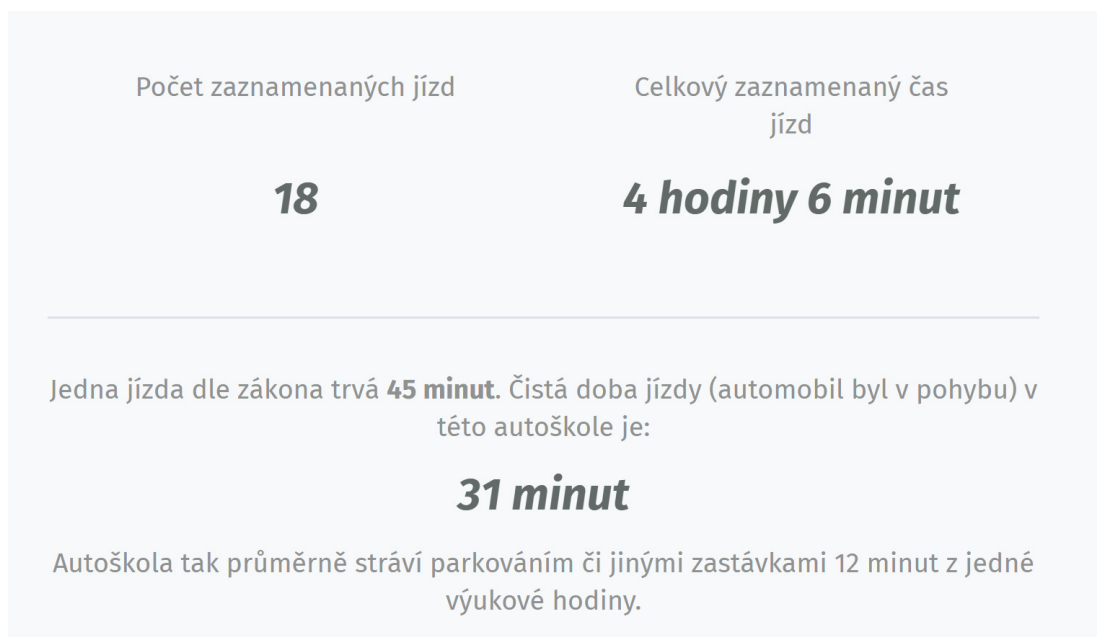 Počet zaznamenaných jízd
Celkový zaznamenaný čas
jízd
18
4 hodiny 6 minut
Jedna jízda dle zákona trvá 45 minut. Čistá doba jízdy (automobil byl v pohybu) v
této autoškole je:
31 minut
Autoškola tak průměrně stráví parkováním či jinými zastávkami 12 minut z jedné
výukové hodiny.